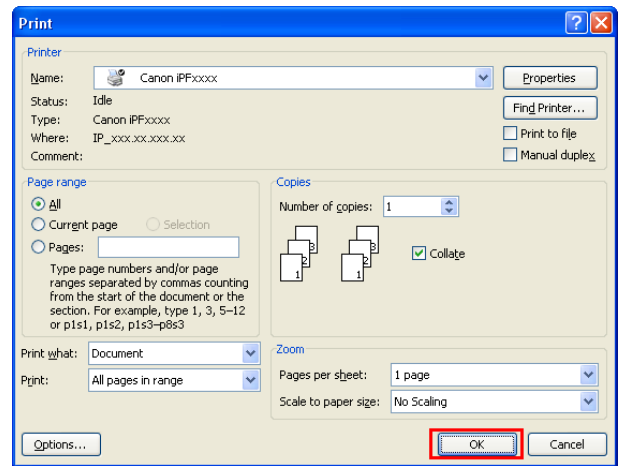 Print
Printer
Name: Canon iPFxxxx Properties
Status: Idle Find Printer...
Type: Canon iPFxxxx
Where: IP_xxx.xx.xxx.xx Print to file
Comment: Manual duplex
Page range
All
Current page Selection
Pages:
Type page numbers and/or page
ranges separated by commas counting
from the start of the document or the
section. For example, type 1, 3, 5–12
or p1s1, p1s2, p1s3–p8s3
Copies
Number of copies: 1
3 3
2 2
1 1
Collate
Print what: Document
Print: All pages in range
Zoom
Pages per sheet: 1 page
Scale to paper size: No Scaling
Options... OK Cancel